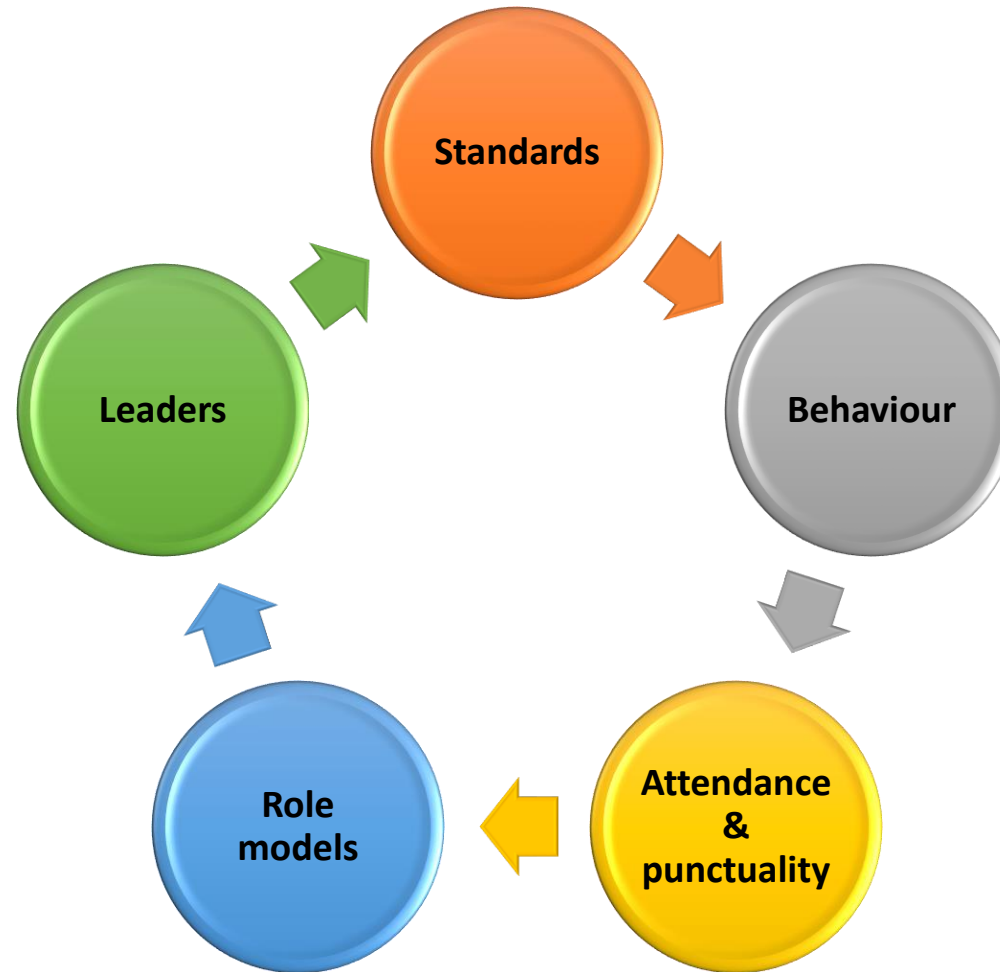 Standards
Behaviour
Attendance
&
punctuality
Role
models
Leaders